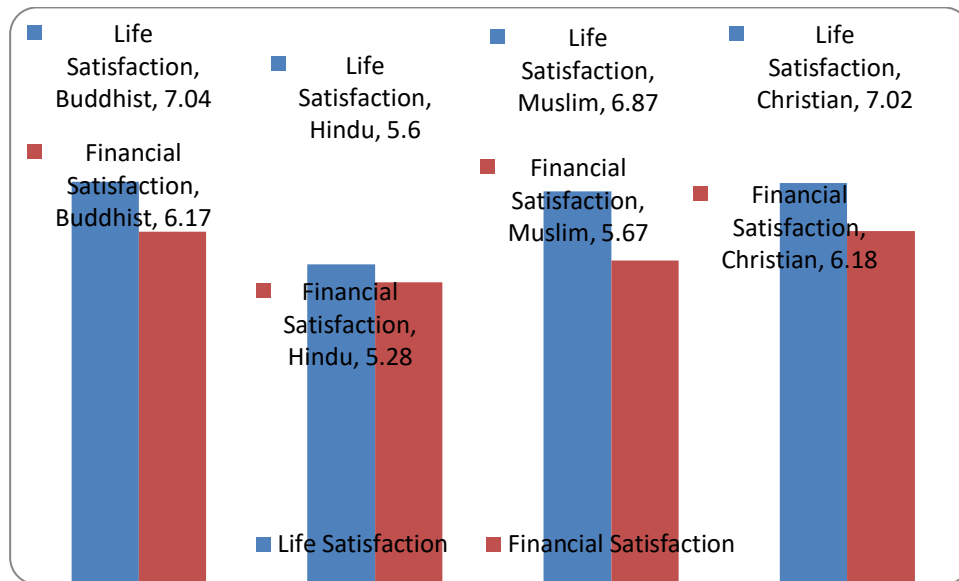 Life
Satisfaction,
Buddhist, 7.04
Financial
Satisfaction,
Buddhist, 6.17
Life
Satisfaction,
Hindu, 5.6
Financial
Satisfaction,
Hindu, 5.28
Life
Satisfaction,
Muslim, 6.87
Financial
Satisfaction,
Muslim, 5.67
Life
Satisfaction,
Christian, 7.02
Financial
Satisfaction,
Christian, 6.18
Life Satisfaction
Financial Satisfaction